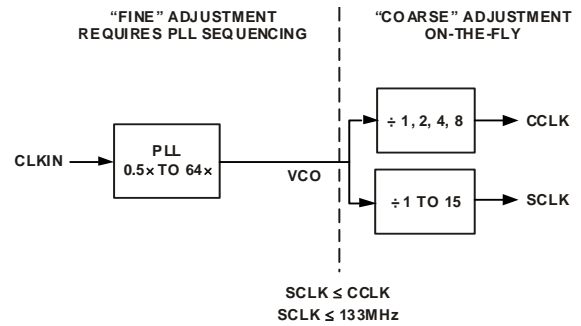 “FINE” ADJUSTMENT
REQUIRES PLL SEQUENCING
“COARSE” ADJUSTMENT
ON-THE-FLY
CLKIN
PLL
0.5× TO 64×
VCO
÷ 1, 2, 4, 8
CCLK
÷ 1 TO 15
SCLK
SCLK ≤ CCLK
SCLK ≤ 133MHz